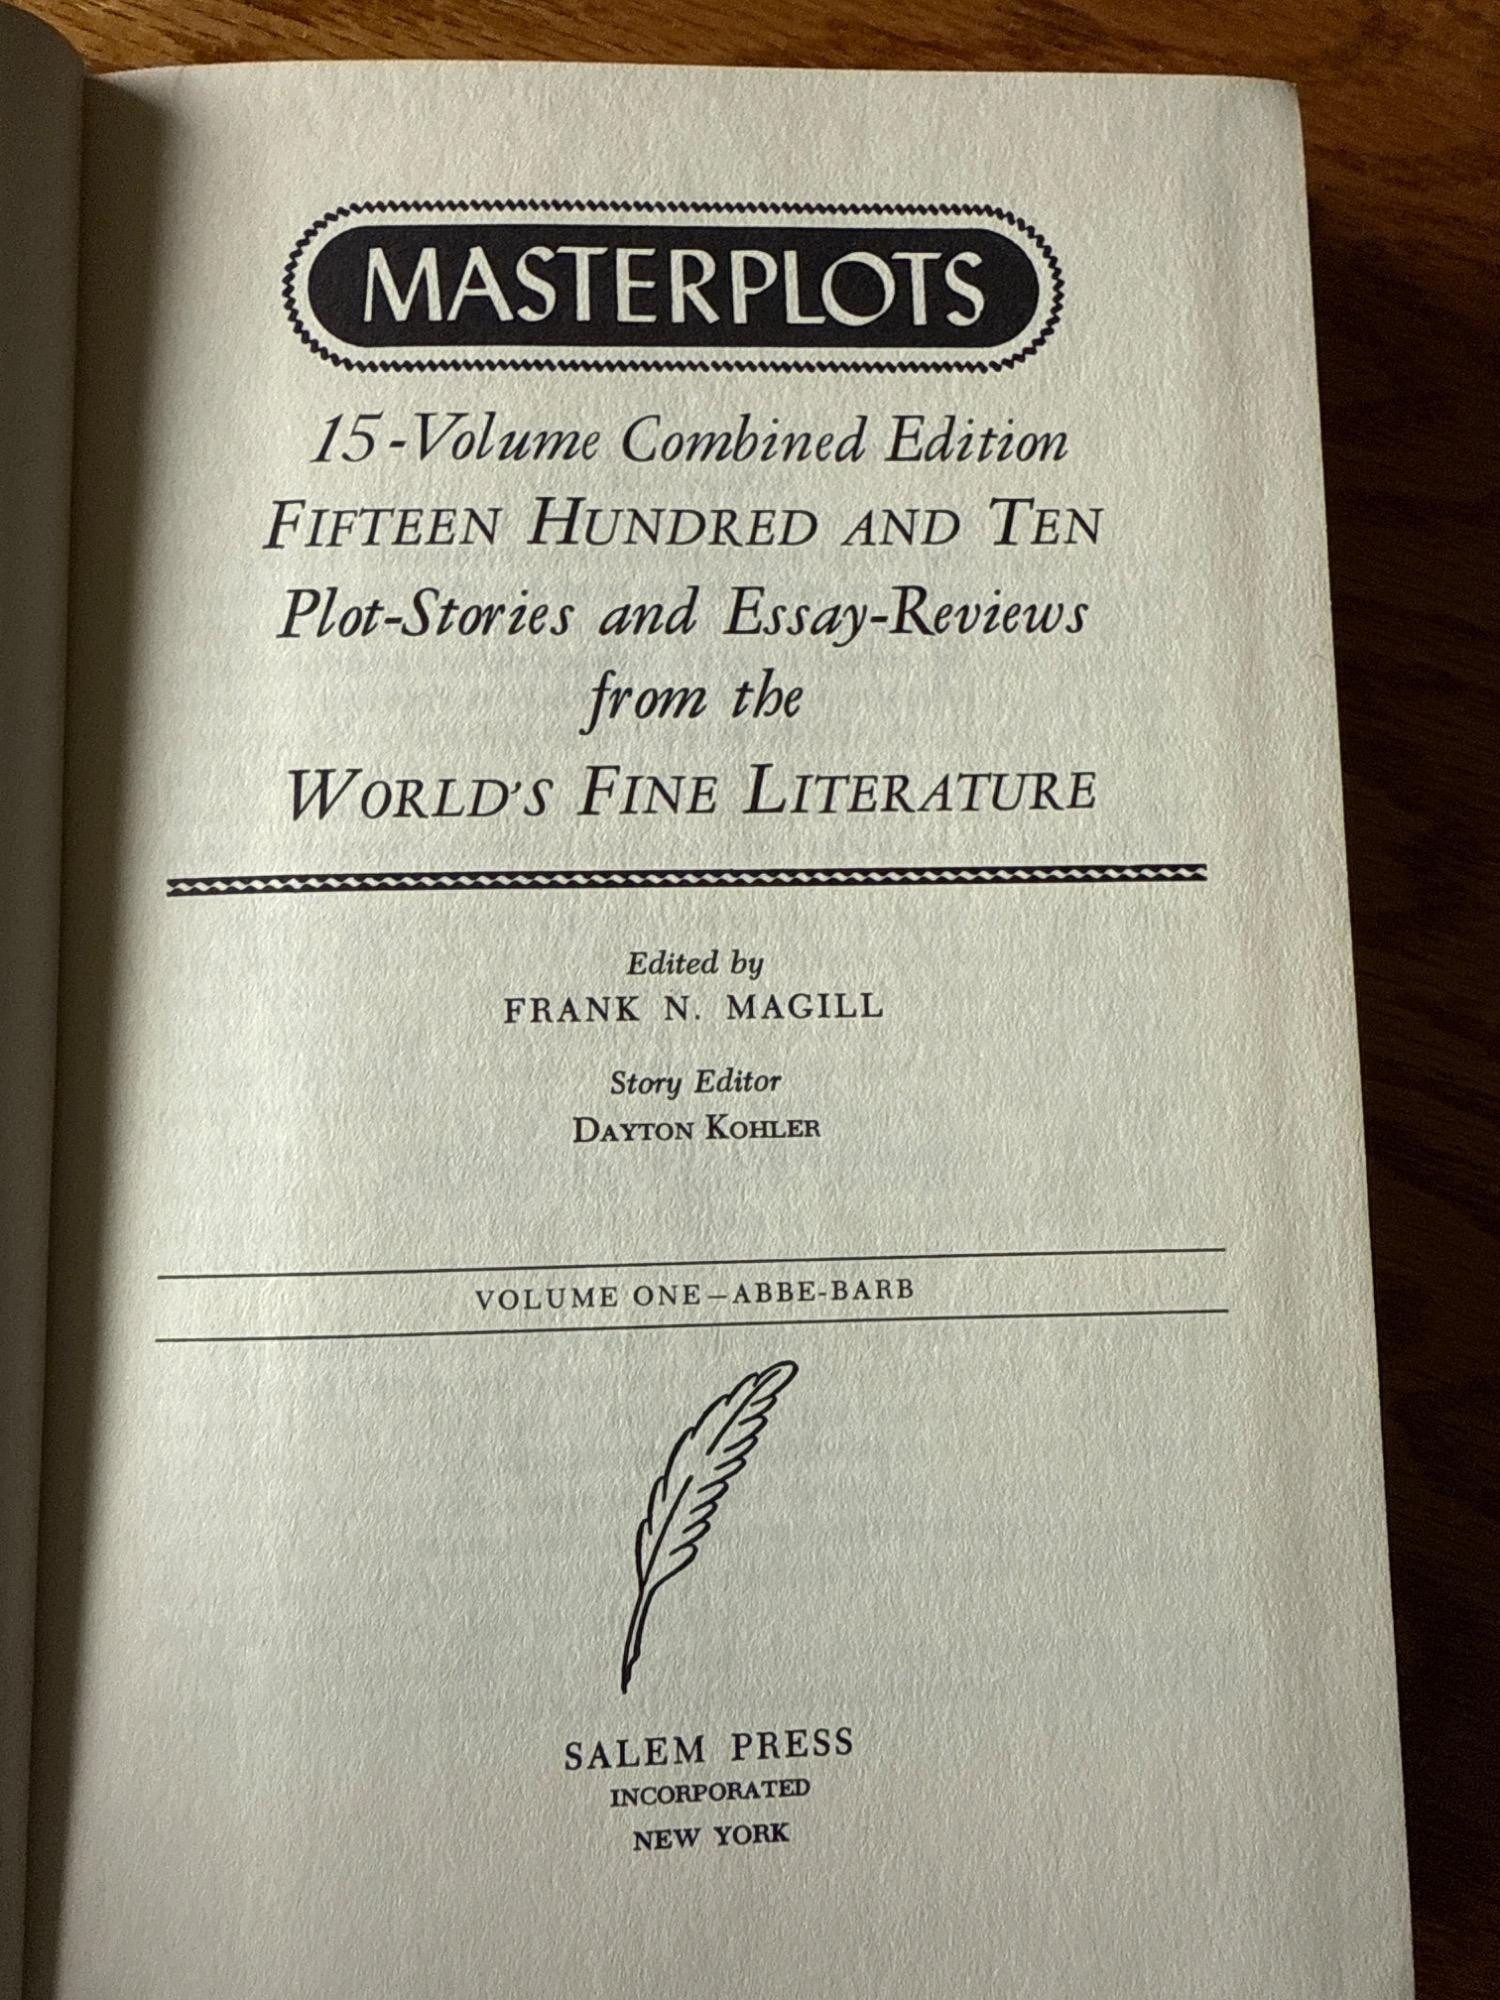 MASTERPLOTS
15-Volume Combined Edition
FIFTEEN HUNDRED AND TEN
Plot-Stories and Essay-Reviews
from the
WORLD'S FINE LITERATURE
Edited by
FRANK N. MAGILL
Story Editor
DAYTON KOHLER
VOLUME ONE—ABBE-BARB
SALEM PRESS
INCORPORATED
NEW YORK